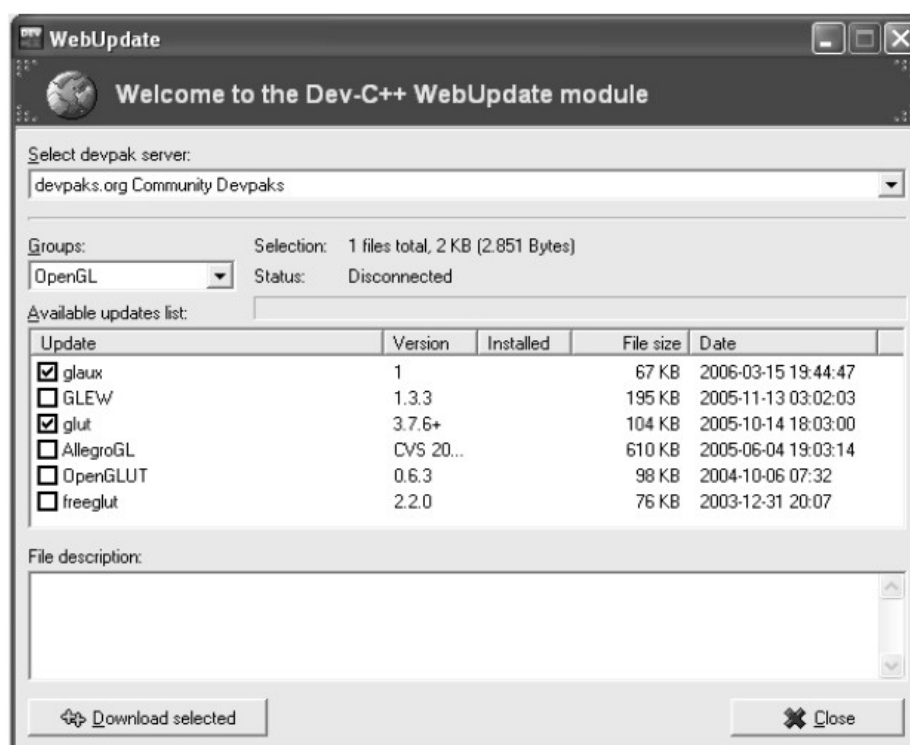 DEV
WebUpdate
Welcome to the Dev-C++ WebUpdate module
Select devpak server:
devpaks.org Community Devpaks
Groups:
Selection: 1 files total, 2 KB (2.851 Bytes)
OpenGL
Status: Disconnected
Available updates list:
Update Version Installed File size Date
glaux 1 67 KB 2006-03-15 19:44:47
GLEW 1.3.3 195 KB 2005-11-13 03:02:03
glut 3.7.6+ 104 KB 2005-10-14 18:03:00
AllegroGL CVS 20... 610 KB 2005-06-04 19:03:14
OpenGLUT 0.6.3 98 KB 2004-10-06 07:32
freeglut 2.2.0 76 KB 2003-12-31 20:07
File description:
Download selected Close